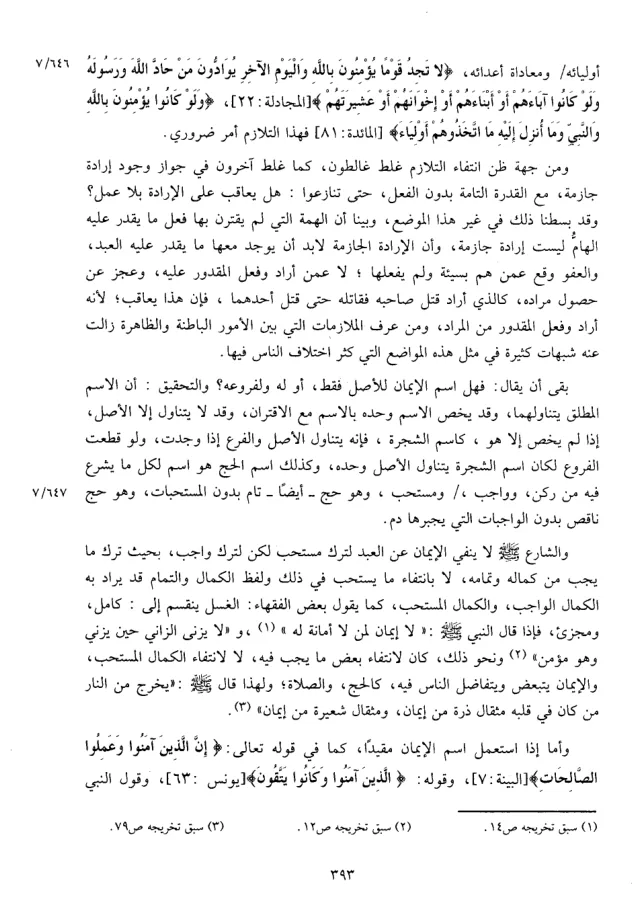 أوليائه/ ومعاداة أعدائه، ﴿لا تَجِدُ قَوْمًا يُؤْمِنُونَ بِاللَّهِ وَالْيَوْمِ الآخِرِ يُوَادُّونَ مَنْ حَادَّ اللَّهَ وَرَسُولَهُ ٧/٦٤٦
وَلَوْ كَانُوا آبَاءَهُمْ أَوْ أَبْنَاءَهُمْ أَوْ إِخْوَانَهُمْ أَوْ عَشِيرَتَهُمْ﴾[المجادلة:٢٢]، ﴿وَلَوْ كَانُوا يُؤْمِنُونَ بِاللَّهِ
وَالنَّبِيِّ وَمَا أُنزِلَ إِلَيْهِ مَا اتَّخَذُوهُمْ أَوْلِيَاءَ﴾ [المائدة:٨١] فهذا التلازم أمر ضروري.
ومن جهة ظن انتفاء التلازم غلط غالطون، كما غلط آخرون في جواز وجود إرادة
جازمة، مع القدرة التامة بدون الفعل، حتى تنازعوا : هل يعاقب على الإرادة بلا عمل؟
وقد بسطنا ذلك في غير هذا الموضع، وبينا أن الهمة التي لم يقترن بها فعل ما يقدر عليه
الهامُّ ليست إرادة جازمة، وأن الإرادة الجازمة لابد أن يوجد معها ما يقدر عليه العبد،
والعفو وقع عمن هم بسيئة ولم يفعلها ؛ لا عمن أراد وفعل المقدور عليه، وعجز عن
حصول مراده، كالذي أراد قتل صاحبه فقاتله حتى قتل أحدهما ، فإن هذا يعاقب؛ لأنه
أراد وفعل المقدور من المراد، ومن عرف الملازمات التي بين الأمور الباطنة والظاهرة زالت
عنه شبهات كثيرة في مثل هذه المواضع التي كثر اختلاف الناس فيها.
بقى أن يقال: فهل اسم الإيمان للأصل فقط، أو له ولفروعه؟ والتحقيق : أن الاسم
المطلق يتناولهما، وقد يخص الاسم وحده بالاسم مع الاقتران، وقد لا يتناول إلا الأصل،
إذا لم يخص إلا هو ، كاسم الشجرة ، فإنه يتناول الأصل والفرع إذا وجدت، ولو قطعت
الفروع لكان اسم الشجرة يتناول الأصل وحده، وكذلك اسم الحج هو اسم لكل ما يشرع
فيه من ركن، وواجب ،/ ومستحب ، وهو حج ـ أيضًا ـ تام بدون المستحبات، وهو حج ٧/٦٤٧
ناقص بدون الواجبات التي يجبرها دم.
والشارع ﷺ لا ينفي الإيمان عن العبد لترك مستحب لكن لترك واجب، بحيث ترك ما
يجب من كماله وتمامه، لا بانتفاء ما يستحب في ذلك ولفظ الكمال والتمام قد يراد به
الكمال الواجب، والكمال المستحب، كما يقول بعض الفقهاء: الغسل ينقسم إلى : كامل،
ومجزئ، فإذا قال النبي ﷺ :« لا إيمان لمن لا أمانة له » (١) ،و «لا يزنى الزاني حين يزني
وهو مؤمن» (٢) ونحو ذلك، كان لانتفاء بعض ما يجب فيه، لا لانتفاء الكمال المستحب،
والإيمان يتبعض ويتفاضل الناس فيه، كالحج، والصلاة؛ ولهذا قال ﷺ :«يخرج من النار
من كان في قلبه مثقال ذرة من إيمان، ومثقال شعيرة من إيمان» (٣).
وأما إذا استعمل اسم الإيمان مقيدًا، كما في قوله تعالى: ﴿ إِنَّ الَّذِينَ آمَنُوا وَعَمِلُوا
الصَّالِحَاتِ﴾[البينة:٧]، وقوله: ﴿ الَّذِينَ آمَنُوا وَكَانُوا يَتَّقُونَ﴾[يونس :٦٣]، وقول النبي
(١) سبق تخريجه ص١٤. (٢) سبق تخريجه ص١٢. (٣) سبق تخريجه ص٧٩.
٣٩٣